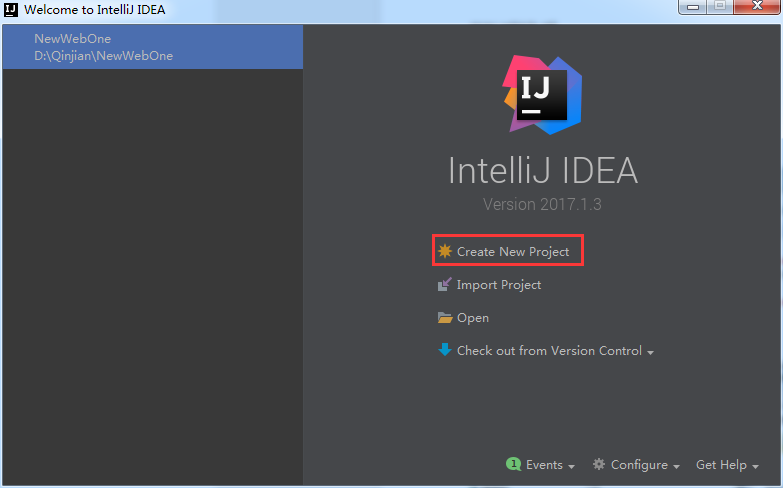 Welcome to IntelliJ IDEA
NewWebOne
D:\Qinjian\NewWebOne
IJ
IntelliJ IDEA
Version 2017.1.3
Create New Project
Import Project
Open
Check out from Version Control
1 Events
Configure
Get Help